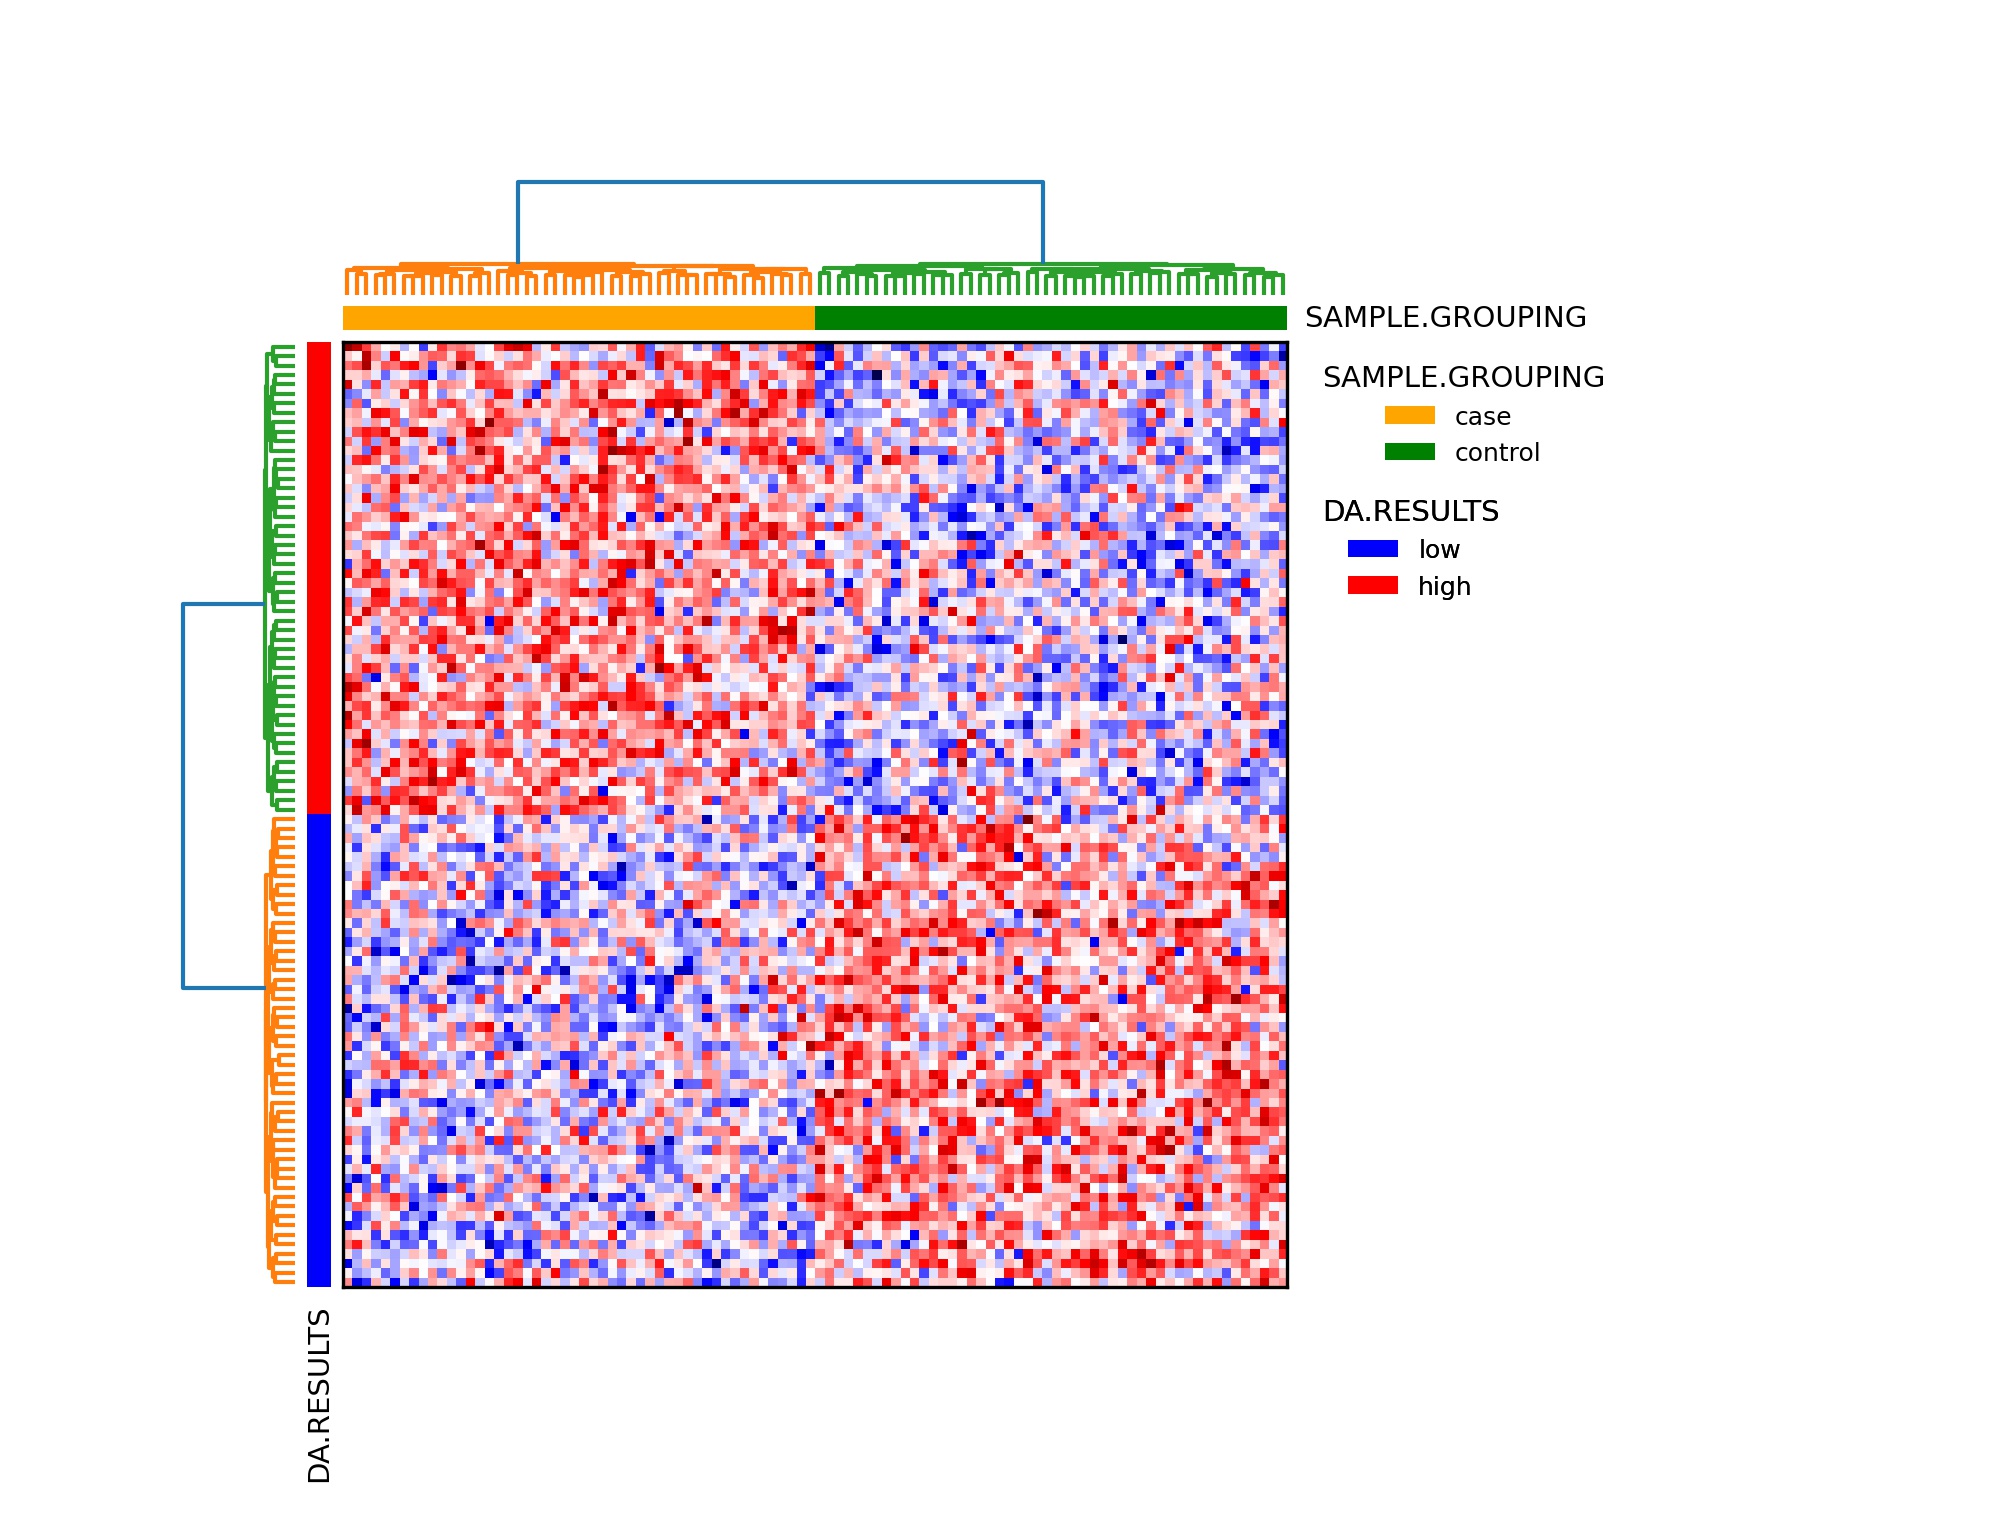 SAMPLE.GROUPING
SAMPLE.GROUPING
case
control
DA.RESULTS
low
high
DA.RESULTS